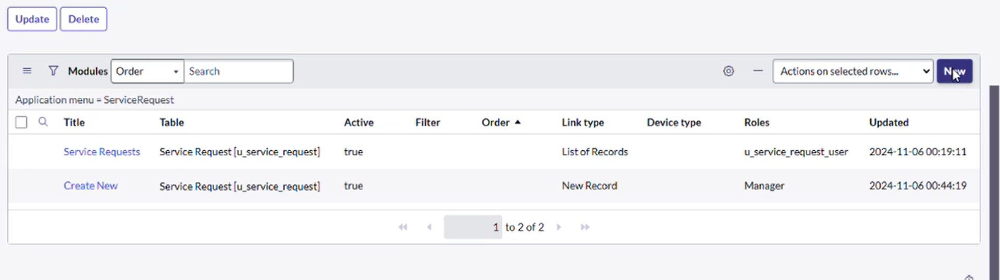 Update Delete
Modules Order Search Actions on selected rows... New
Application menu = ServiceRequest
Title Table Active Filter Order Link type Device type Roles Updated
Service Requests Service Request [u_service_request] true List of Records u_service_request_user 2024-11-06 00:19:11
Create New Service Request [u_service_request] true New Record Manager 2024-11-06 00:44:19
1 to 2 of 2